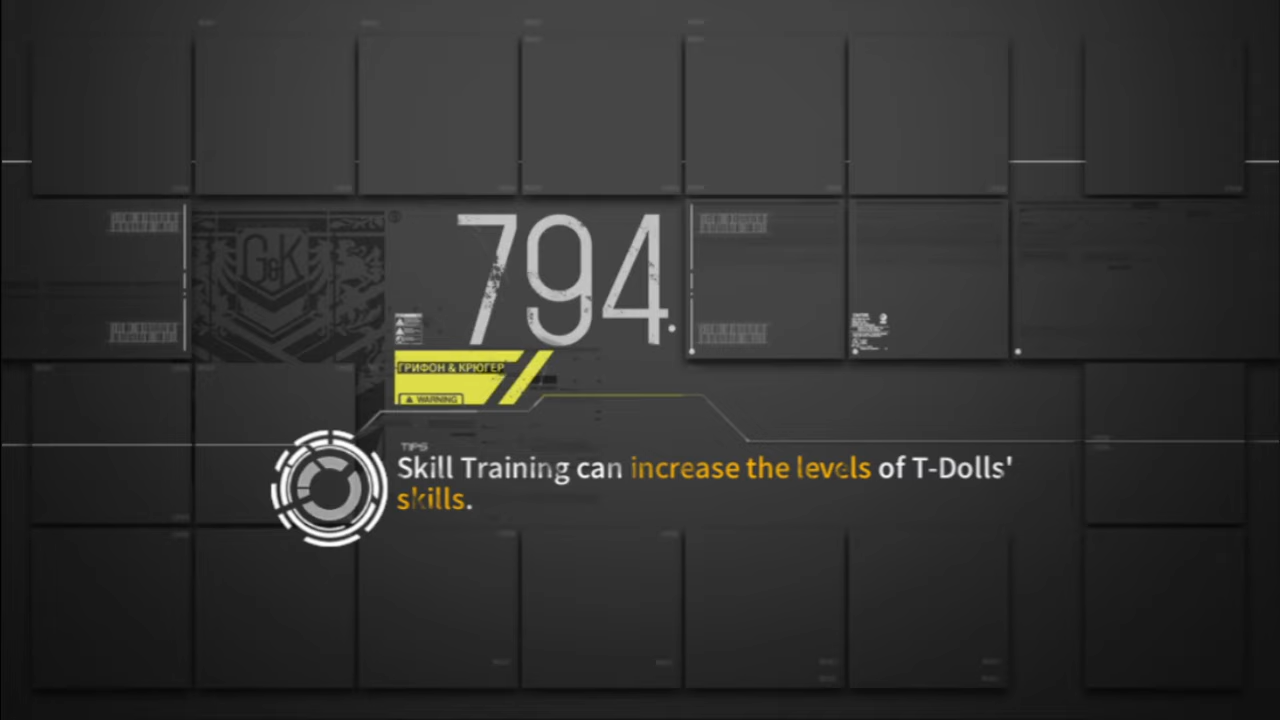 G&K
794.
ГРИФОН & КРЮГЕР
WARNING
TIPS
Skill Training can increase the levels of T-Dolls'
skills.